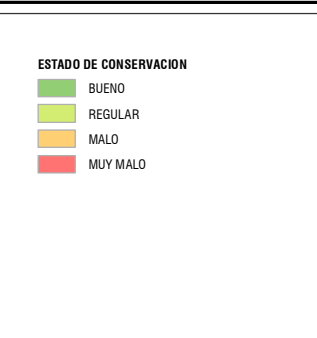 ESTADO DE CONSERVACION
BUENO
REGULAR
MALO
MUY MALO